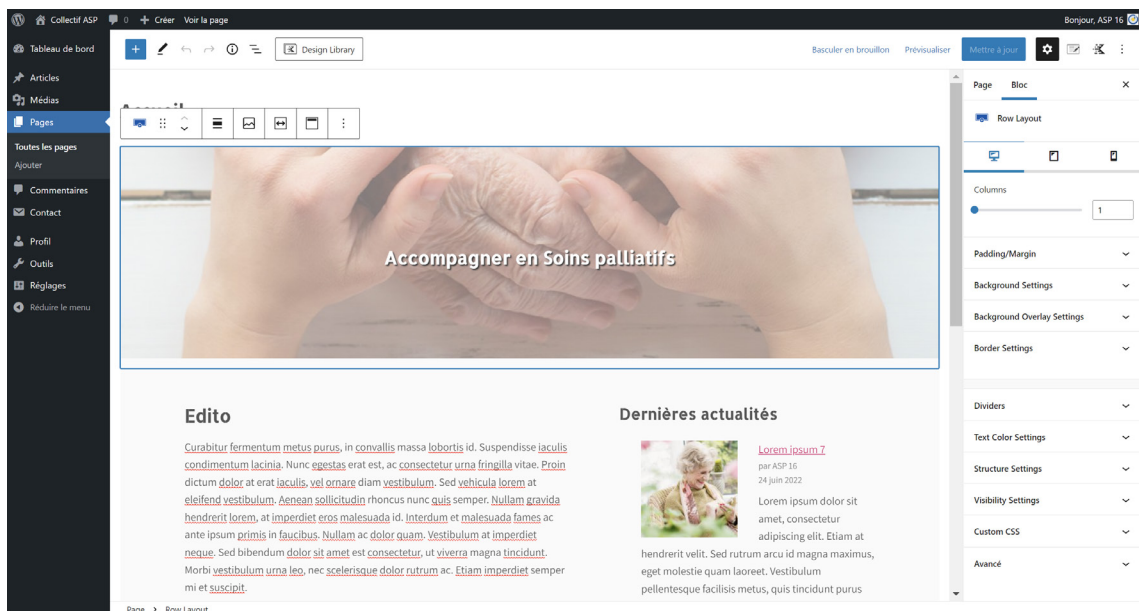 Collectif ASP 0 Créer Voir la page Bonjour, ASP 16
Tableau de bord
Articles
Médias
Pages
Toutes les pages
Ajouter
Commentaires
Contact
Profil
Outils
Réglages
Réduire le menu
Design Library Basculer en brouillon Prévisualiser Mettre à jour
Accueil
Accompagner en Soins palliatifs
Edito
Curabitur fermentum metus purus, in convallis massa lobortis id. Suspendisse iaculis
condimentum lacinia. Nunc egestas erat est, ac consectetur urna fringilla vitae. Proin
dictum dolor at erat iaculis, vel ornare diam vestibulum. Sed vehicula lorem at
eleifend vestibulum. Aenean sollicitudin rhoncus nunc quis semper. Nullam gravida
hendrerit lorem, at imperdiet eros malesuada id. Interdum et malesuada fames ac
ante ipsum primis in faucibus. Nullam ac dolor quam. Vestibulum at imperdiet
neque. Sed bibendum dolor sit amet est consectetur, ut viverra magna tincidunt.
Morbi vestibulum urna leo, nec scelerisque dolor rutrum ac. Etiam imperdiet semper
mi et suscipit.
Dernières actualités
Lorem ipsum 7
par ASP 16
24 juin 2022
Lorem ipsum dolor sit
amet, consectetur
adipiscing elit. Etiam at
hendrerit velit. Sed rutrum arcu id magna maximus,
eget molestie quam laoreet. Vestibulum
pellentesque facilisis metus, quis tincidunt purus
Page Bloc
Row Layout
Columns
1
Padding/Margin
Background Settings
Background Overlay Settings
Border Settings
Dividers
Text Color Settings
Structure Settings
Visibility Settings
Custom CSS
Avancé
Page > Row Layout